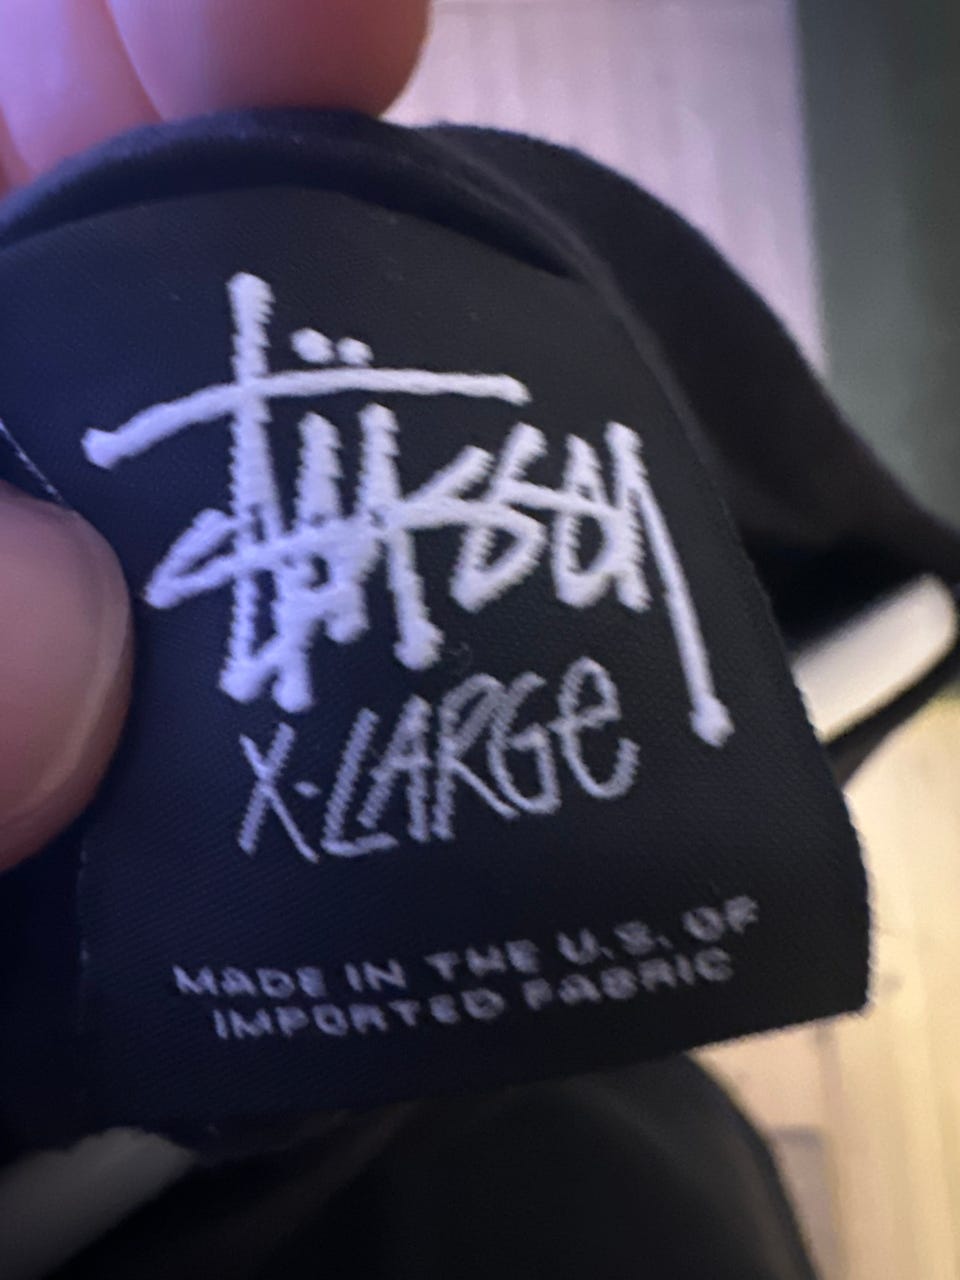 Stüssy
X-LARGe
MADE IN THE U.S. OF
IMPORTED FABRIC